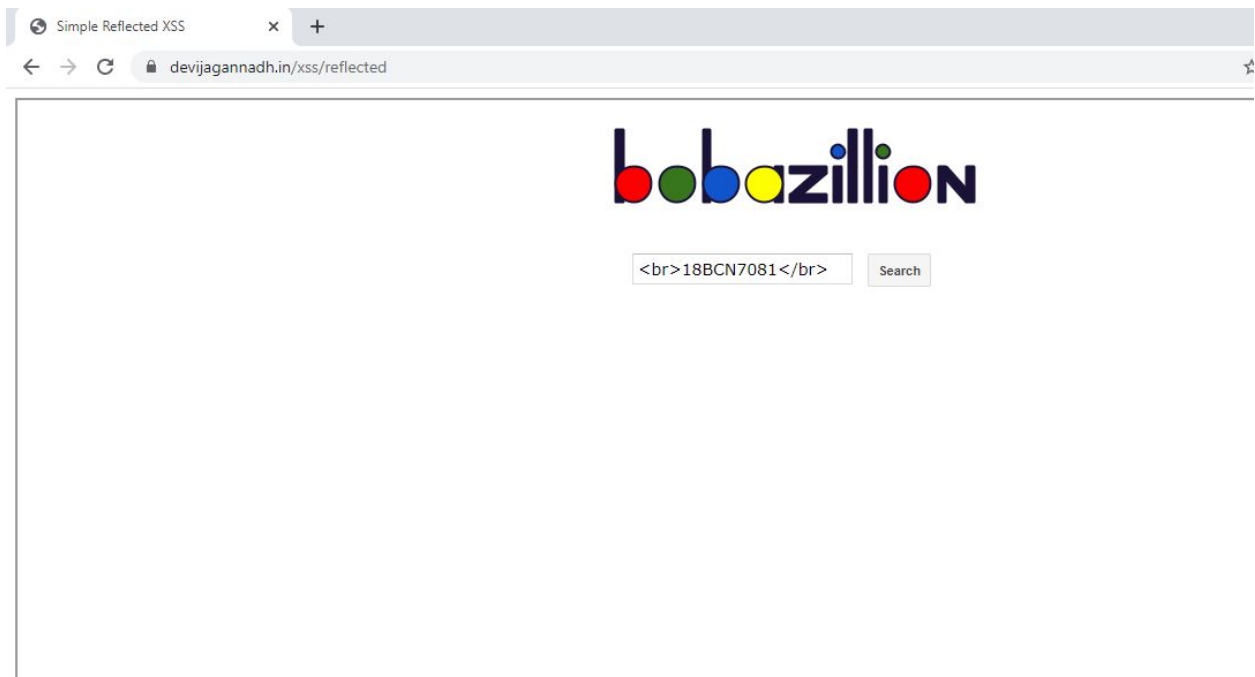 Simple Reflected XSS
devijagannadh.in/xss/reflected
bobazillion
<br>18BCN7081</br> Search